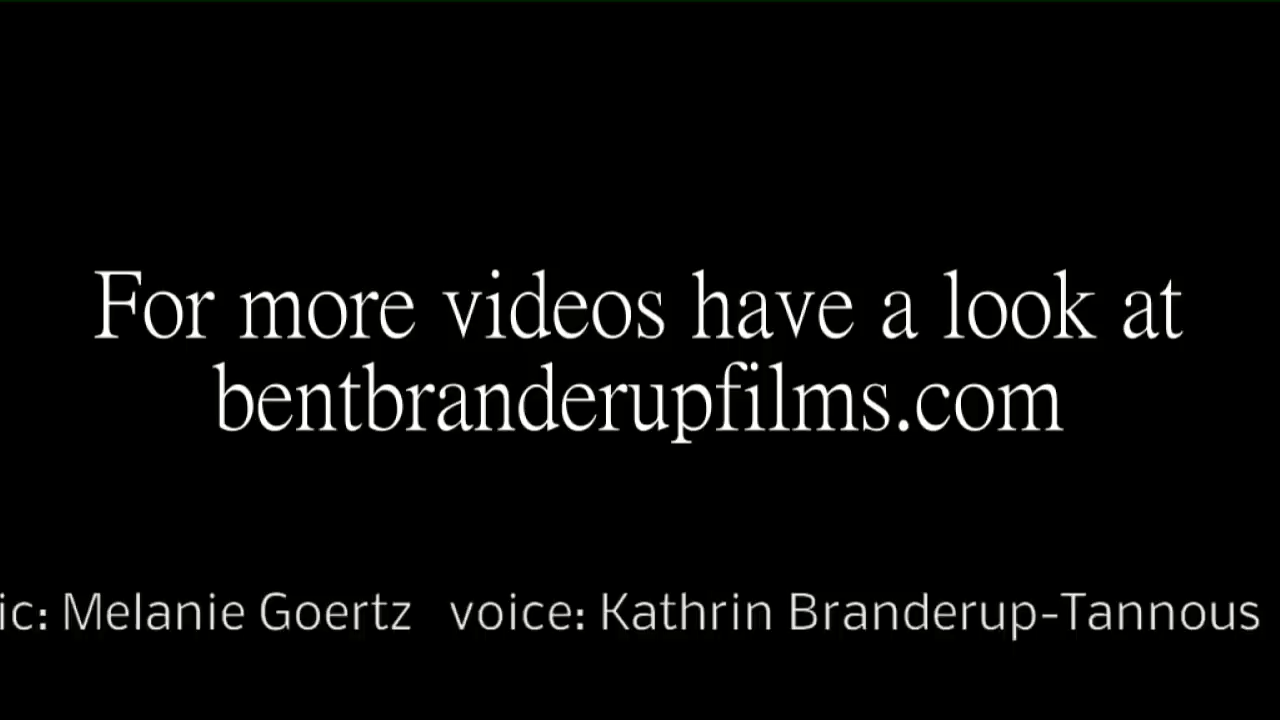 For more videos have a look at
bentbranderupfilms.com
ic: Melanie Goertz voice: Kathrin Branderup-Tannous